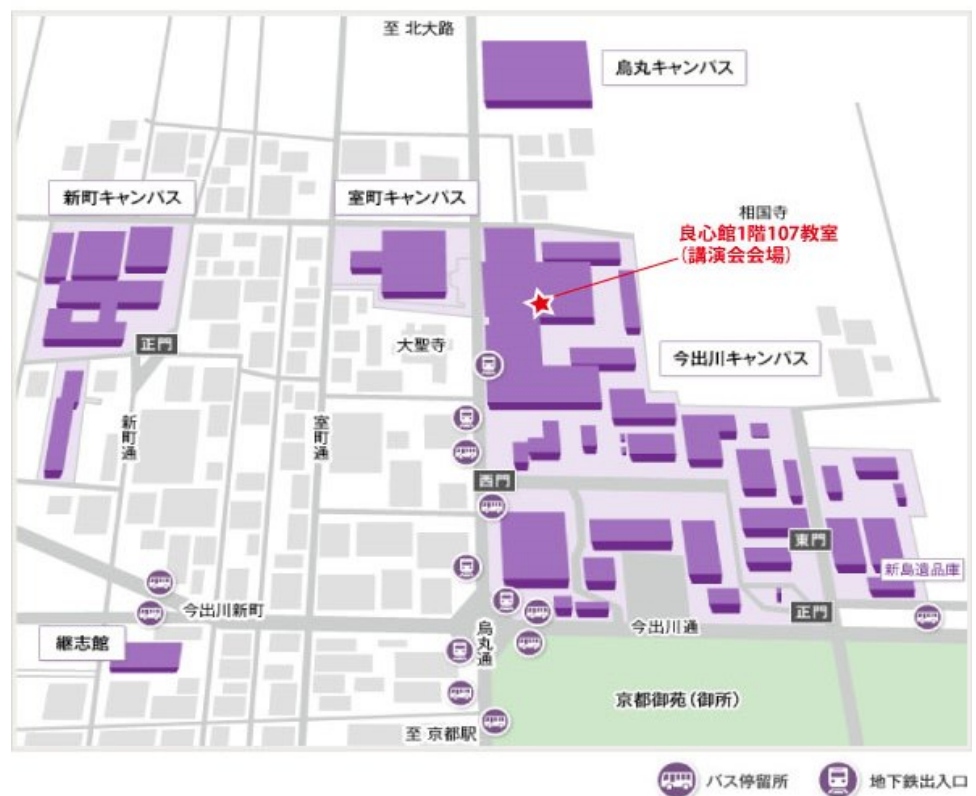 至 北大路
烏丸キャンパス
新町キャンパス
室町キャンパス
相国寺
良心館1階107教室
(講演会会場)
大聖寺
今出川キャンパス
正門
新町通
室町通
西門
東門
新島遺品庫
今出川新町
正門
今出川通
烏丸通
継志館
京都御苑(御所)
至 京都駅
バス停留所
地下鉄出入口